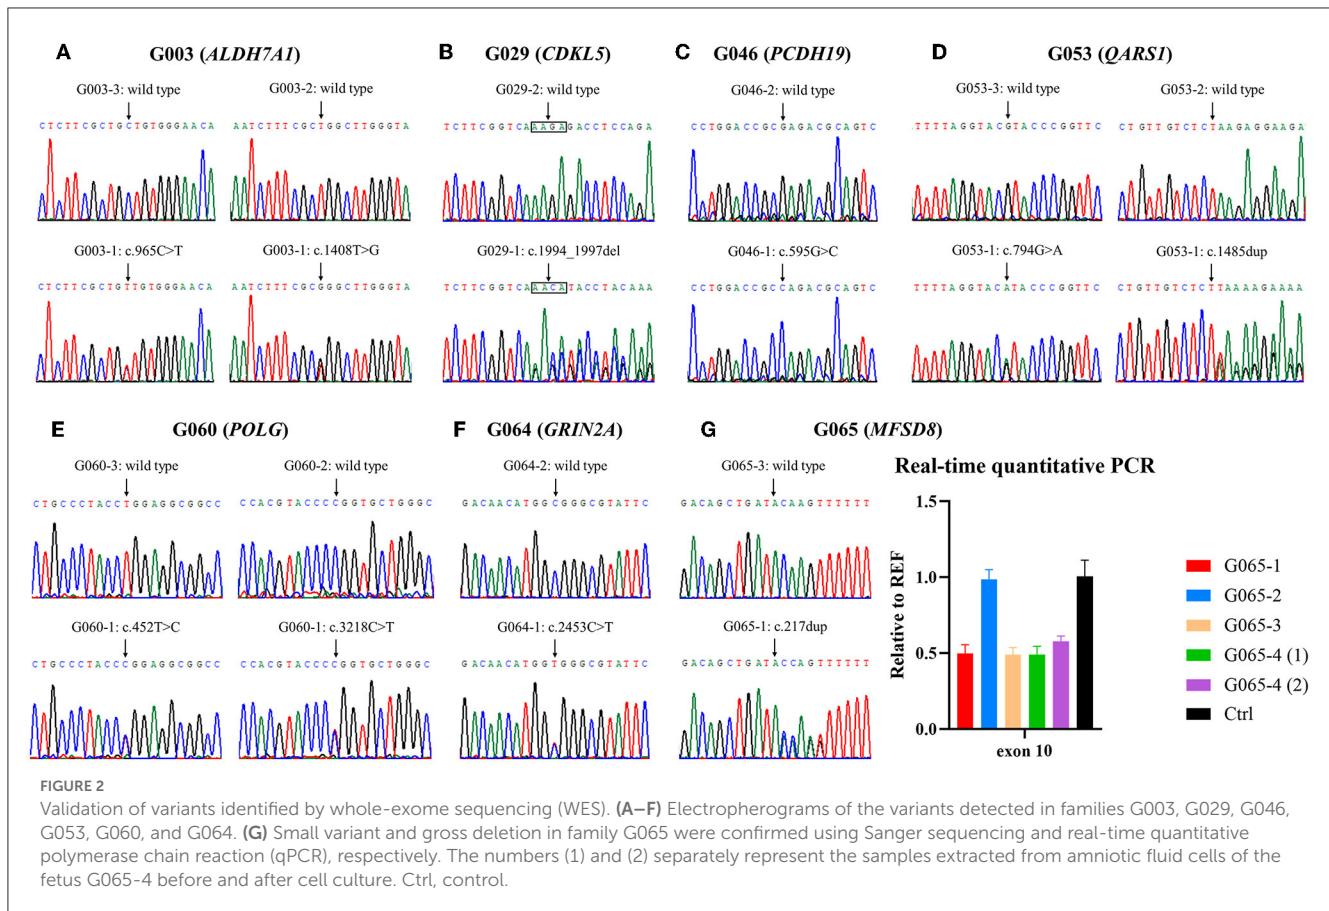 A G003 (ALDH7A1) B G029 (CDKL5) C G046 (PCDH19) D G053 (QARS1)
G003-3: wild type G003-2: wild type G029-2: wild type G046-2: wild type G053-3: wild type G053-2: wild type
CTCTTCGCTGCTGTGGGAACA AATCTTTCGCTGGCTTGGGTA TCTTCGGTCAAAGAGACCTCCAGA CCTGGACCGCGAGACGCAGTC TTTTAGGTACGTACCCGGTTC CTGTTGTCTCTAAGAGGAAGA
G003-1: c.965C>T G003-1: c.1408T>G G029-1: c.1994_1997del G046-1: c.595G>C G053-1: c.794G>A G053-1: c.1485dup
CTCTTCGCTGTTGTGGGAACA AATCTTTCGCGGGCTTGGGTA TCTTCGGTCAAACATACCTACAAA CCTGGACCGCCAGACGCAGTC TTTTAGGTACATACCCGGTTC CTGTTGTCTCTTAAAAGAAAA
E G060 (POLG) F G064 (GRIN2A) G G065 (MFSD8)
G060-3: wild type G060-2: wild type G064-2: wild type G065-3: wild type
CTGCCCTACCTGGAGGCGGCC CCACGTACCCCGGTGCTGGGC GACAACATGGCGGGCGTATTC GACAGCTGATACAAGTTTTTT
G060-1: c.452T>C G060-1: c.3218C>T G064-1: c.2453C>T G065-1: c.217dup
CTGCCCTACCCGGAGGCGGCC CCACGTACCCCGGTGCTGGGC GACAACATGGTGGGCGTATTC GACAGCTGATACCAGTTTTTT
Real-time quantitative PCR
Relative to REF
1.5
1.0
0.5
0.0
exon 10
G065-1
G065-2
G065-3
G065-4 (1)
G065-4 (2)
Ctrl
FIGURE 2
Validation of variants identified by whole-exome sequencing (WES). (A–F) Electropherograms of the variants detected in families G003, G029, G046,
G053, G060, and G064. (G) Small variant and gross deletion in family G065 were confirmed using Sanger sequencing and real-time quantitative
polymerase chain reaction (qPCR), respectively. The numbers (1) and (2) separately represent the samples extracted from amniotic fluid cells of the
fetus G065-4 before and after cell culture. Ctrl, control.